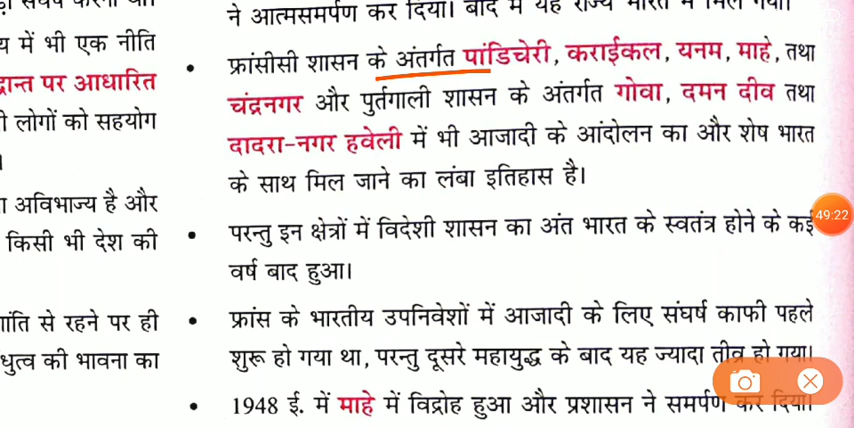 ने आत्मसमर्पण कर दिया। बाद में यह राज्य भारत में मिल गया।
य में भी एक नीति
द्धान्त पर आधारित
लोगों को सहयोग
अविभाज्य है और
किसी भी देश की
शांति से रहने पर ही
धुत्व की भावना का
• फ्रांसीसी शासन के अंतर्गत पांडिचेरी, कराईकल, यनम, माहे, तथा
चंद्रनगर और पुर्तगाली शासन के अंतर्गत गोवा, दमन दीव तथा
दादरा-नगर हवेली में भी आजादी के आंदोलन का और शेष भारत
के साथ मिल जाने का लंबा इतिहास है।
• परन्तु इन क्षेत्रों में विदेशी शासन का अंत भारत के स्वतंत्र होने के कई
वर्ष बाद हुआ।
• फ्रांस के भारतीय उपनिवेशों में आजादी के लिए संघर्ष काफी पहले
शुरू हो गया था, परन्तु दूसरे महायुद्ध के बाद यह ज्यादा तीव्र हो गया।
• 1948 ई. में माहे में विद्रोह हुआ और प्रशासन ने समर्पण कर दिया।
49:22